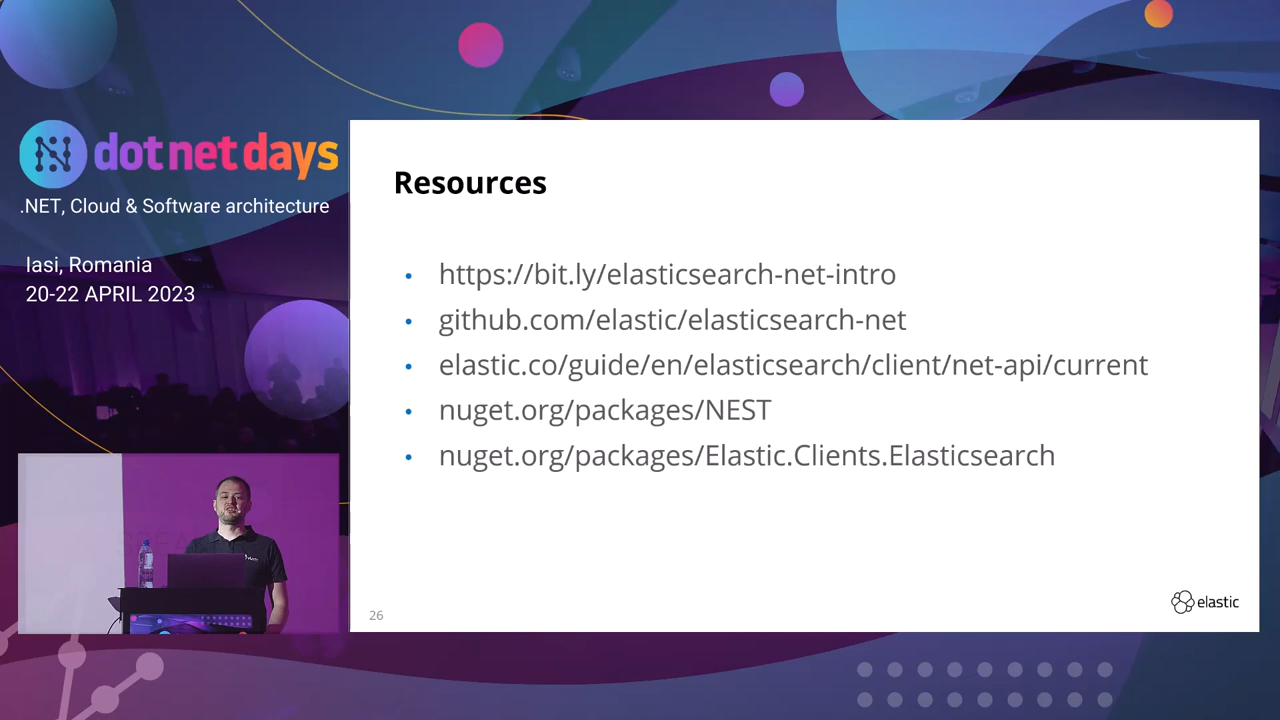 dotnetdays
.NET, Cloud & Software architecture
Iasi, Romania
20-22 APRIL 2023
Resources
• https://bit.ly/elasticsearch-net-intro
• github.com/elastic/elasticsearch-net
• elastic.co/guide/en/elasticsearch/client/net-api/current
• nuget.org/packages/NEST
• nuget.org/packages/Elastic.Clients.Elasticsearch
26
elastic